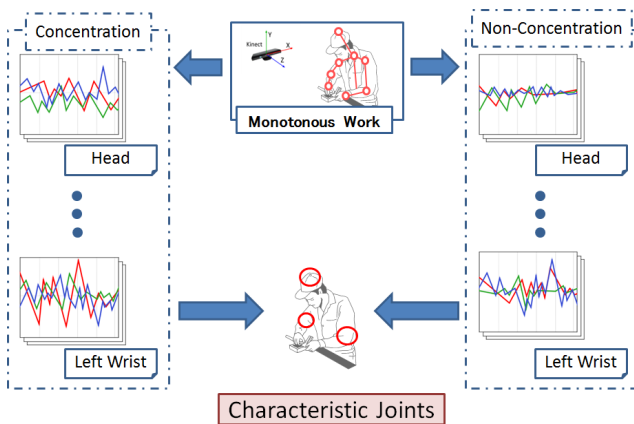 Concentration
Head
Left Wrist
Kinect
Y
X
Z
Monotonous Work
Non-Concentration
Head
Left Wrist
Characteristic Joints